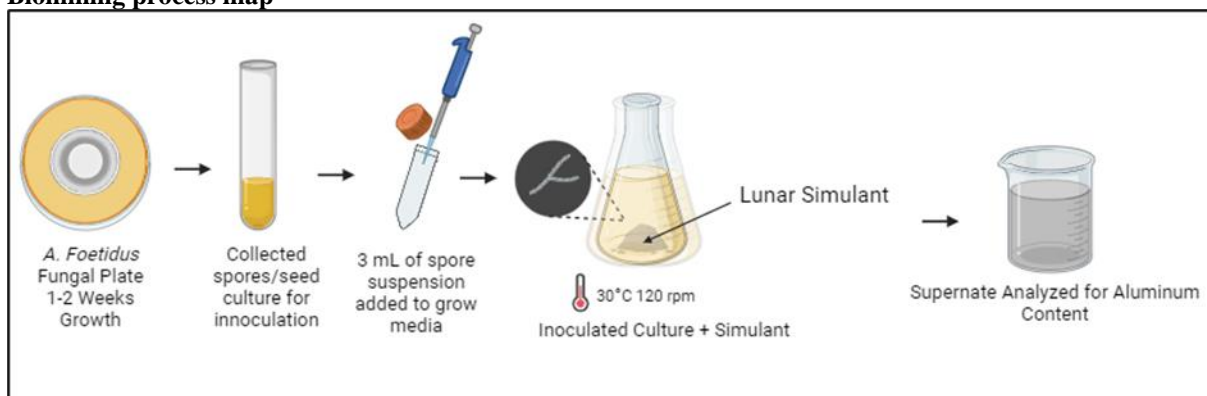 Biomining process map
A. Foetidus
Fungal Plate
1-2 Weeks
Growth
Collected
spores/seed
culture for
innoculation
3 mL of spore
suspension
added to grow
media
Lunar Simulant
30°C 120 rpm
Inoculated Culture + Simulant
Supernate Analyzed for Aluminum
Content